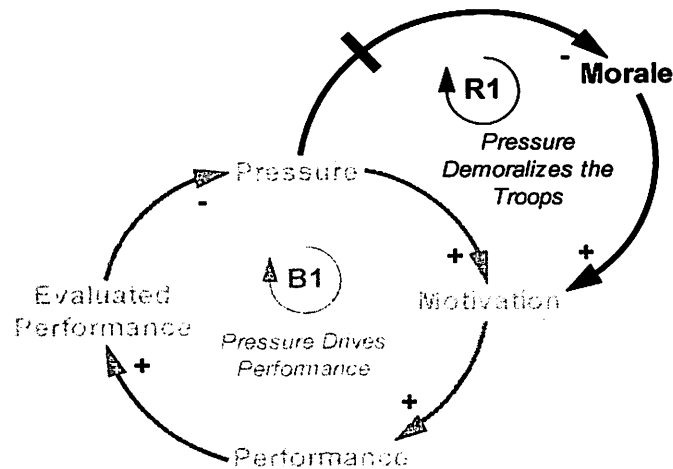 -
Morale
R1
Pressure
Demoralizes the
Troops
Pressure
-
+
+
B1
Evaluated
Performance
Motivation
Pressure Drives
Performance
+
+
Performance